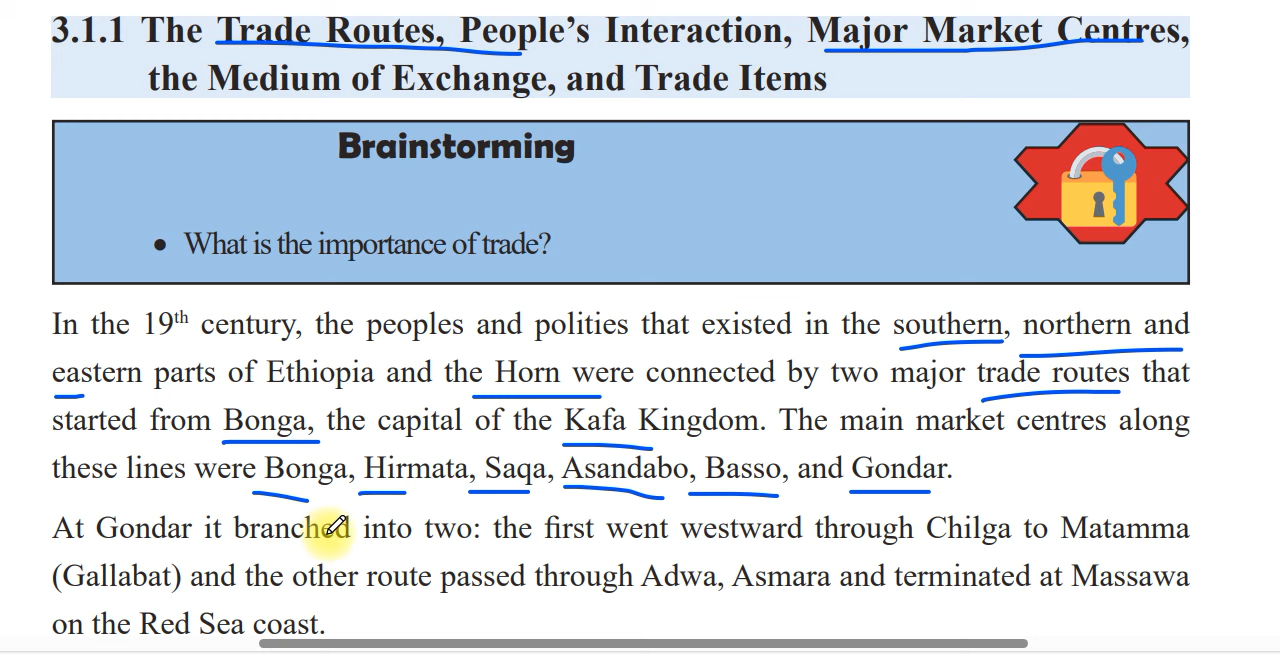 3.1.1 The Trade Routes, People's Interaction, Major Market Centres,
the Medium of Exchange, and Trade Items
Brainstorming
• What is the importance of trade?
In the 19th century, the peoples and polities that existed in the southern, northern and
eastern parts of Ethiopia and the Horn were connected by two major trade routes that
started from Bonga, the capital of the Kafa Kingdom. The main market centres along
these lines were Bonga, Hirmata, Saqa, Asandabo, Basso, and Gondar.
At Gondar it branched into two: the first went westward through Chilga to Matamma
(Gallabat) and the other route passed through Adwa, Asmara and terminated at Massawa
on the Red Sea coast.